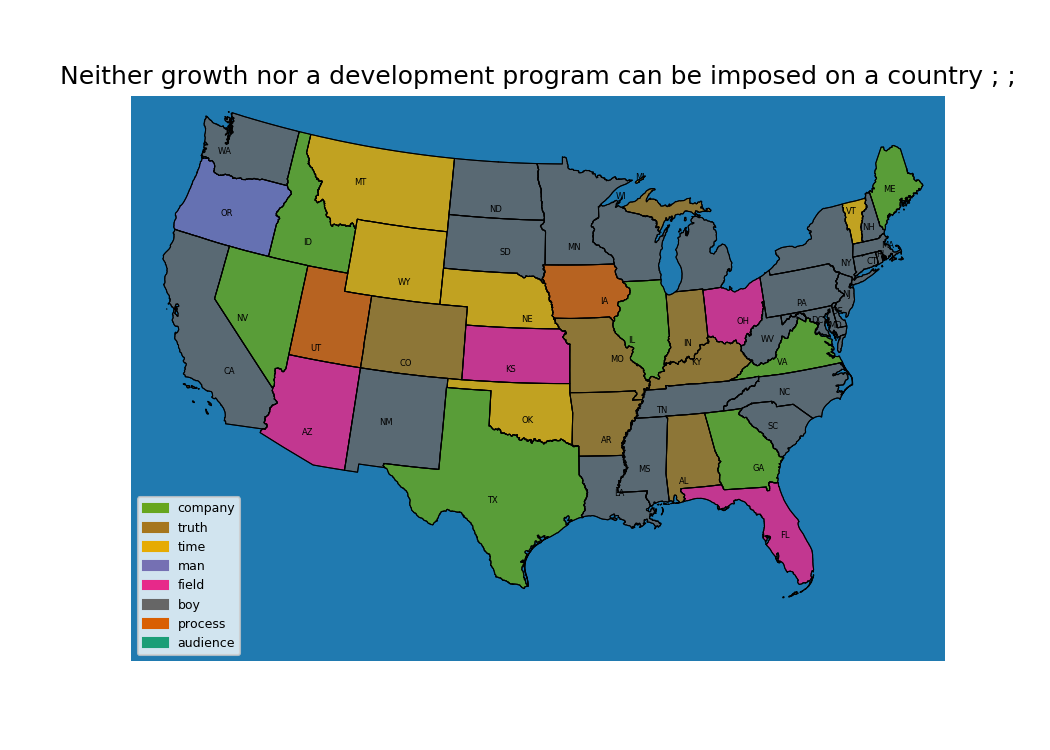 Neither growth nor a development program can be imposed on a country ; ;
WA
MT
ME
ND
MI
WI
VT
OR
NH
ID
SD
MN
MA
NY
CT
WY
NJ
IA
PA
NV
NE
OH
DC
MD
UT
IL
IN
WV
CO
MO
KY
VA
CA
KS
NC
TN
AZ
NM
OK
AR
SC
MS
GA
AL
TX
LA
FL
company
truth
time
man
field
boy
process
audience